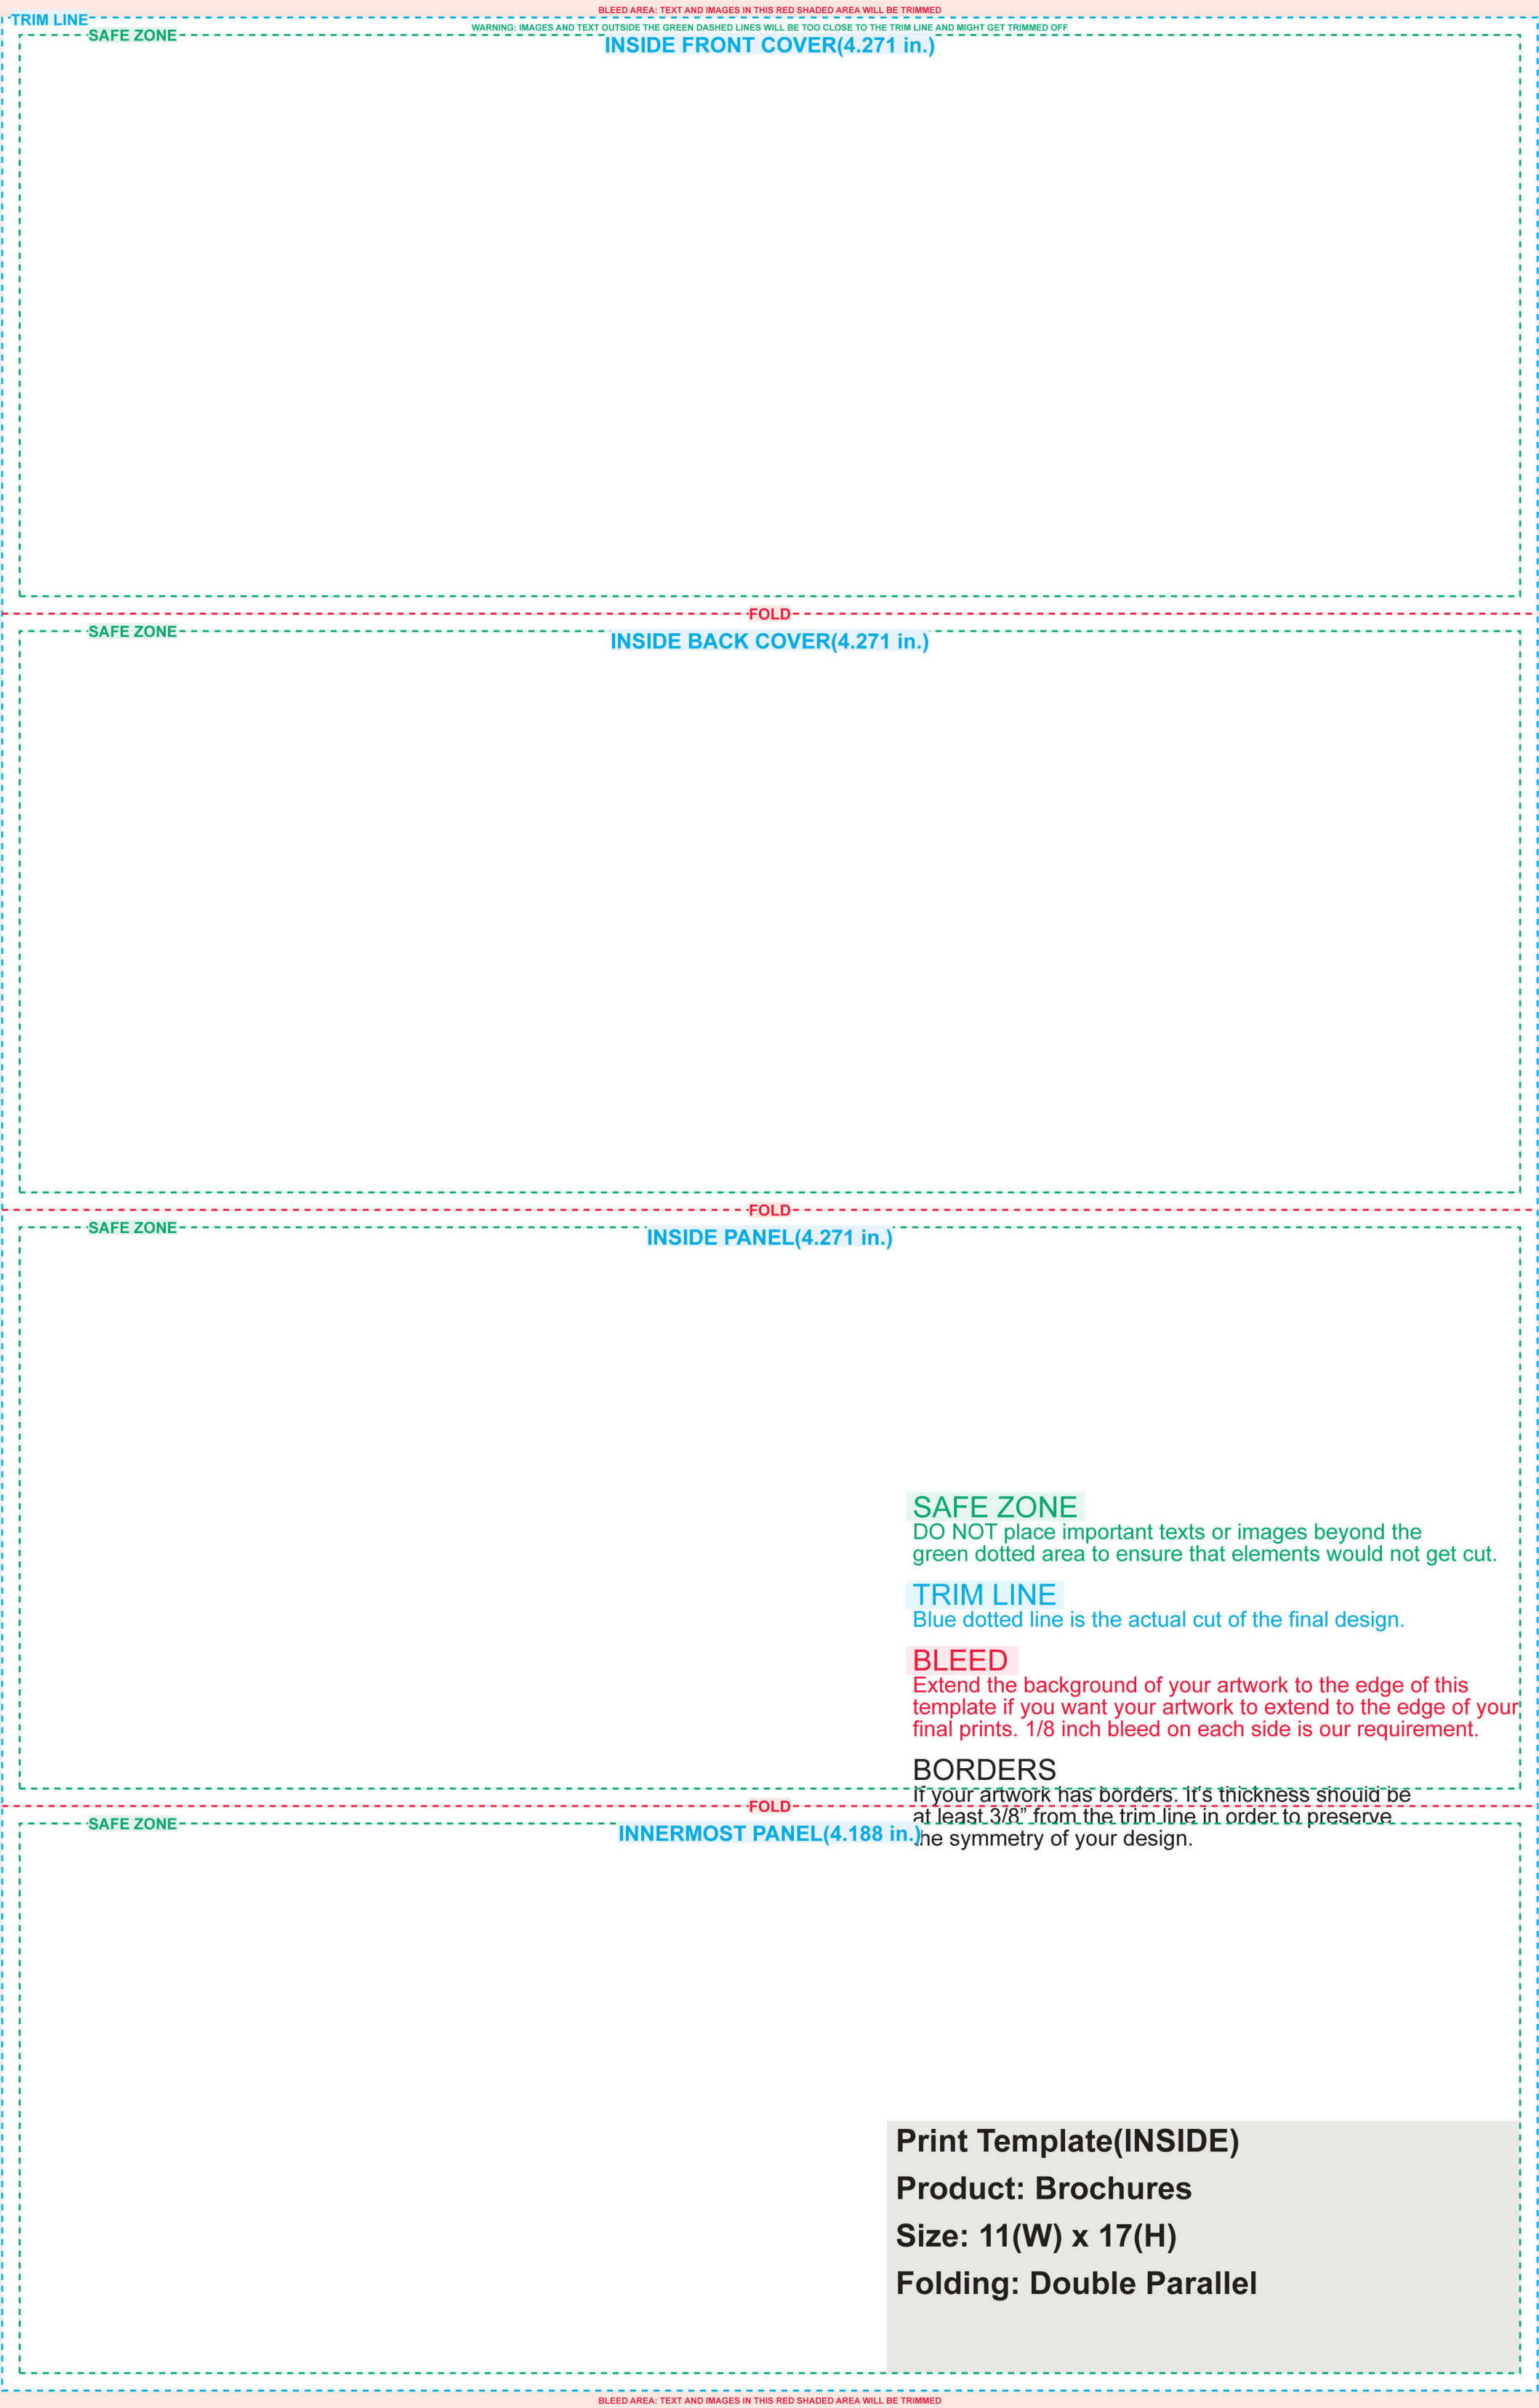 BLEED AREA: TEXT AND IMAGES IN THIS RED SHADED AREA WILL BE TRIMMED
TRIM LINE
WARNING: IMAGES AND TEXT OUTSIDE THE GREEN DASHED LINES WILL BE TOO CLOSE TO THE TRIM LINE AND MIGHT GET TRIMMED OFF
SAFE ZONE
INSIDE FRONT COVER(4.271 in.)
FOLD
SAFE ZONE
INSIDE BACK COVER(4.271 in.)
FOLD
SAFE ZONE
INSIDE PANEL(4.271 in.)
SAFE ZONE
DO NOT place important texts or images beyond the
green dotted area to ensure that elements would not get cut.
TRIM LINE
Blue dotted line is the actual cut of the final design.
BLEED
Extend the background of your artwork to the edge of this
template if you want your artwork to extend to the edge of your
final prints. 1/8 inch bleed on each side is our requirement.
BORDERS
If your artwork has borders. It's thickness should be
at least 3/8” from the trim line in order to preserve
the symmetry of your design.
FOLD
SAFE ZONE
INNERMOST PANEL(4.188 in.)
Print Template(INSIDE)
Product: Brochures
Size: 11(W) x 17(H)
Folding: Double Parallel
BLEED AREA: TEXT AND IMAGES IN THIS RED SHADED AREA WILL BE TRIMMED